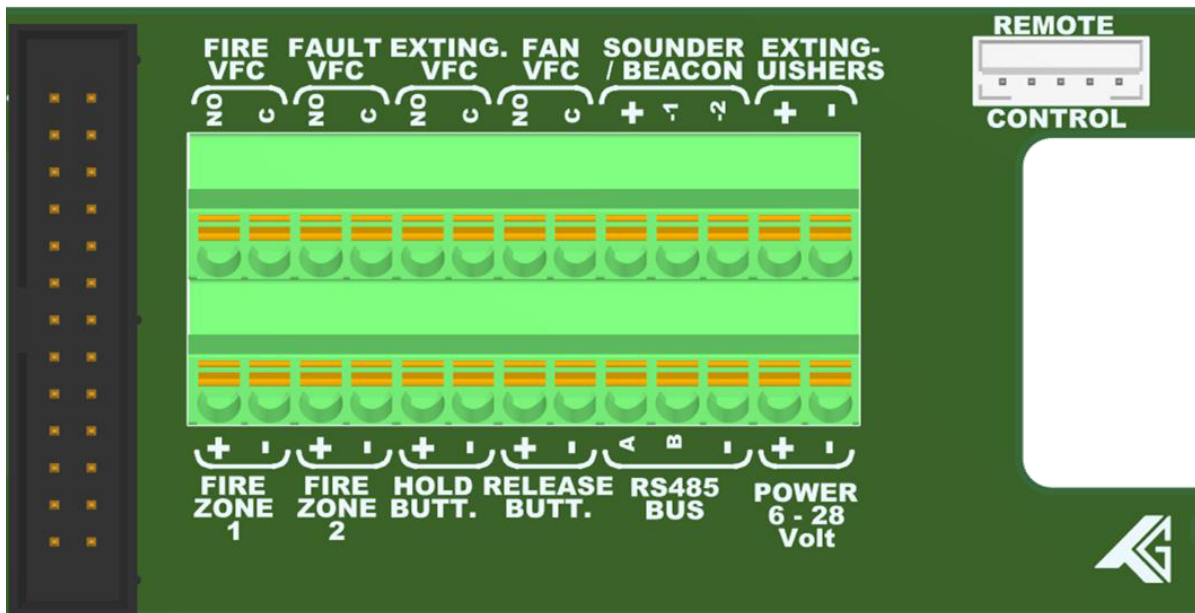 REMOTE
FIRE FAULT EXTING. FAN SOUNDER EXTING-
VFC VFC VFC VFC / BEACON UISHERS
NO C NO C NO C NO C + -1 -2 + -
CONTROL
+ - + - + - + - A B - + -
FIRE FIRE HOLD RELEASE RS485 POWER
ZONE ZONE BUTT. BUTT. BUS 6 - 28
1 2 Volt